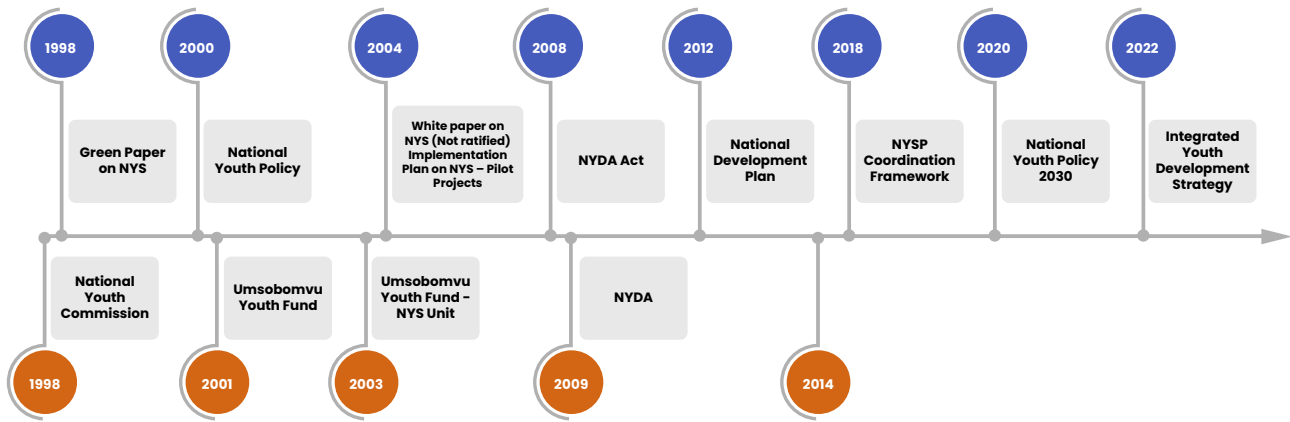 1998
2000
2004
2008
2012
2018
2020
2022
Green Paper
on NYS
National
Youth Policy
White paper on
NYS (Not ratified)
Implementation
Plan on NYS – Pilot
Projects
NYDA Act
National
Development
Plan
NYSP
Coordination
Framework
National
Youth Policy
2030
Integrated
Youth
Development
Strategy
National
Youth
Commission
Umsobomvu
Youth Fund
Umsobomvu
Youth Fund -
NYS Unit
NYDA
1998
2001
2003
2009
2014